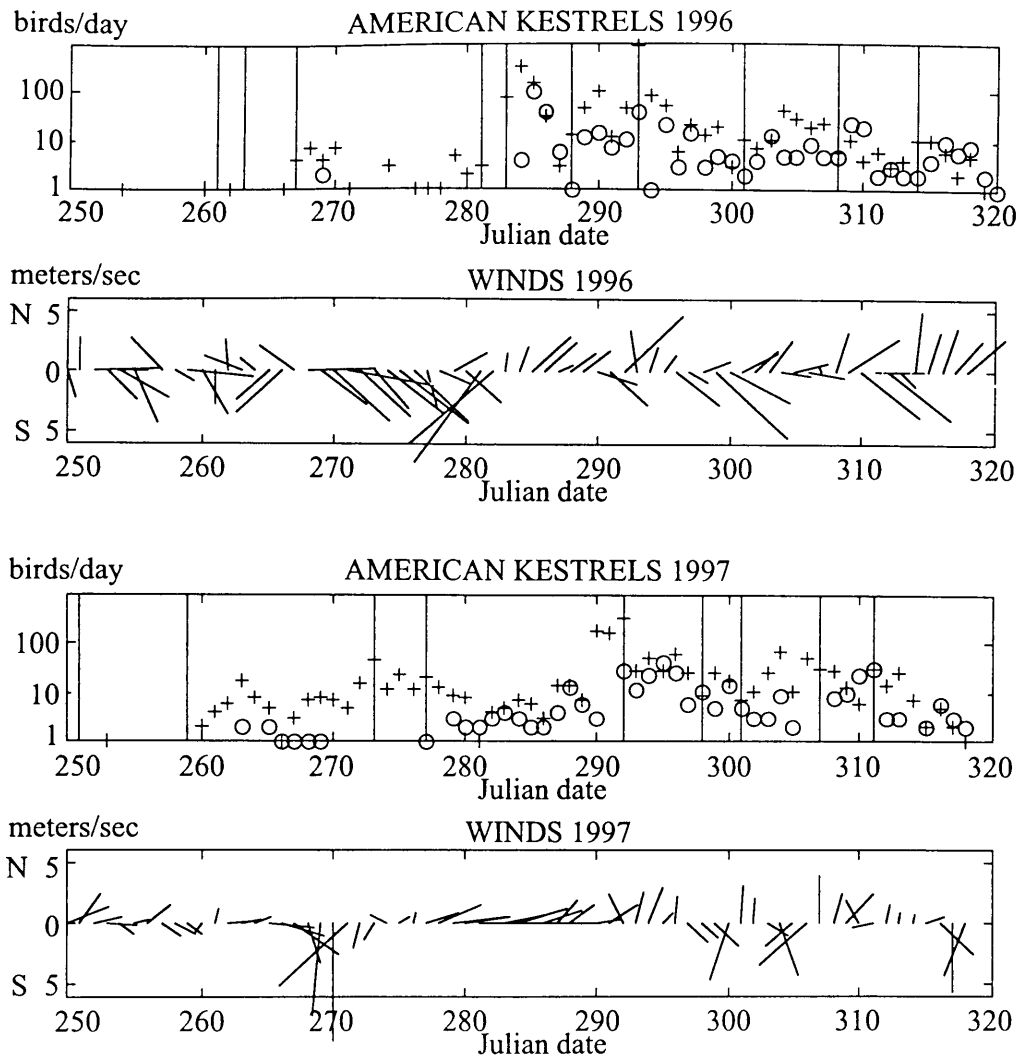 birds/day AMERICAN KESTRELS 1996
100
10
1
250 260 270 280 290 300 310 320
Julian date
meters/sec WINDS 1996
N 5
0
S 5
250 260 270 280 290 300 310 320
Julian date
birds/day AMERICAN KESTRELS 1997
100
10
1
250 260 270 280 290 300 310 320
Julian date
meters/sec WINDS 1997
N 5
0
S 5
250 260 270 280 290 300 310 320
Julian date